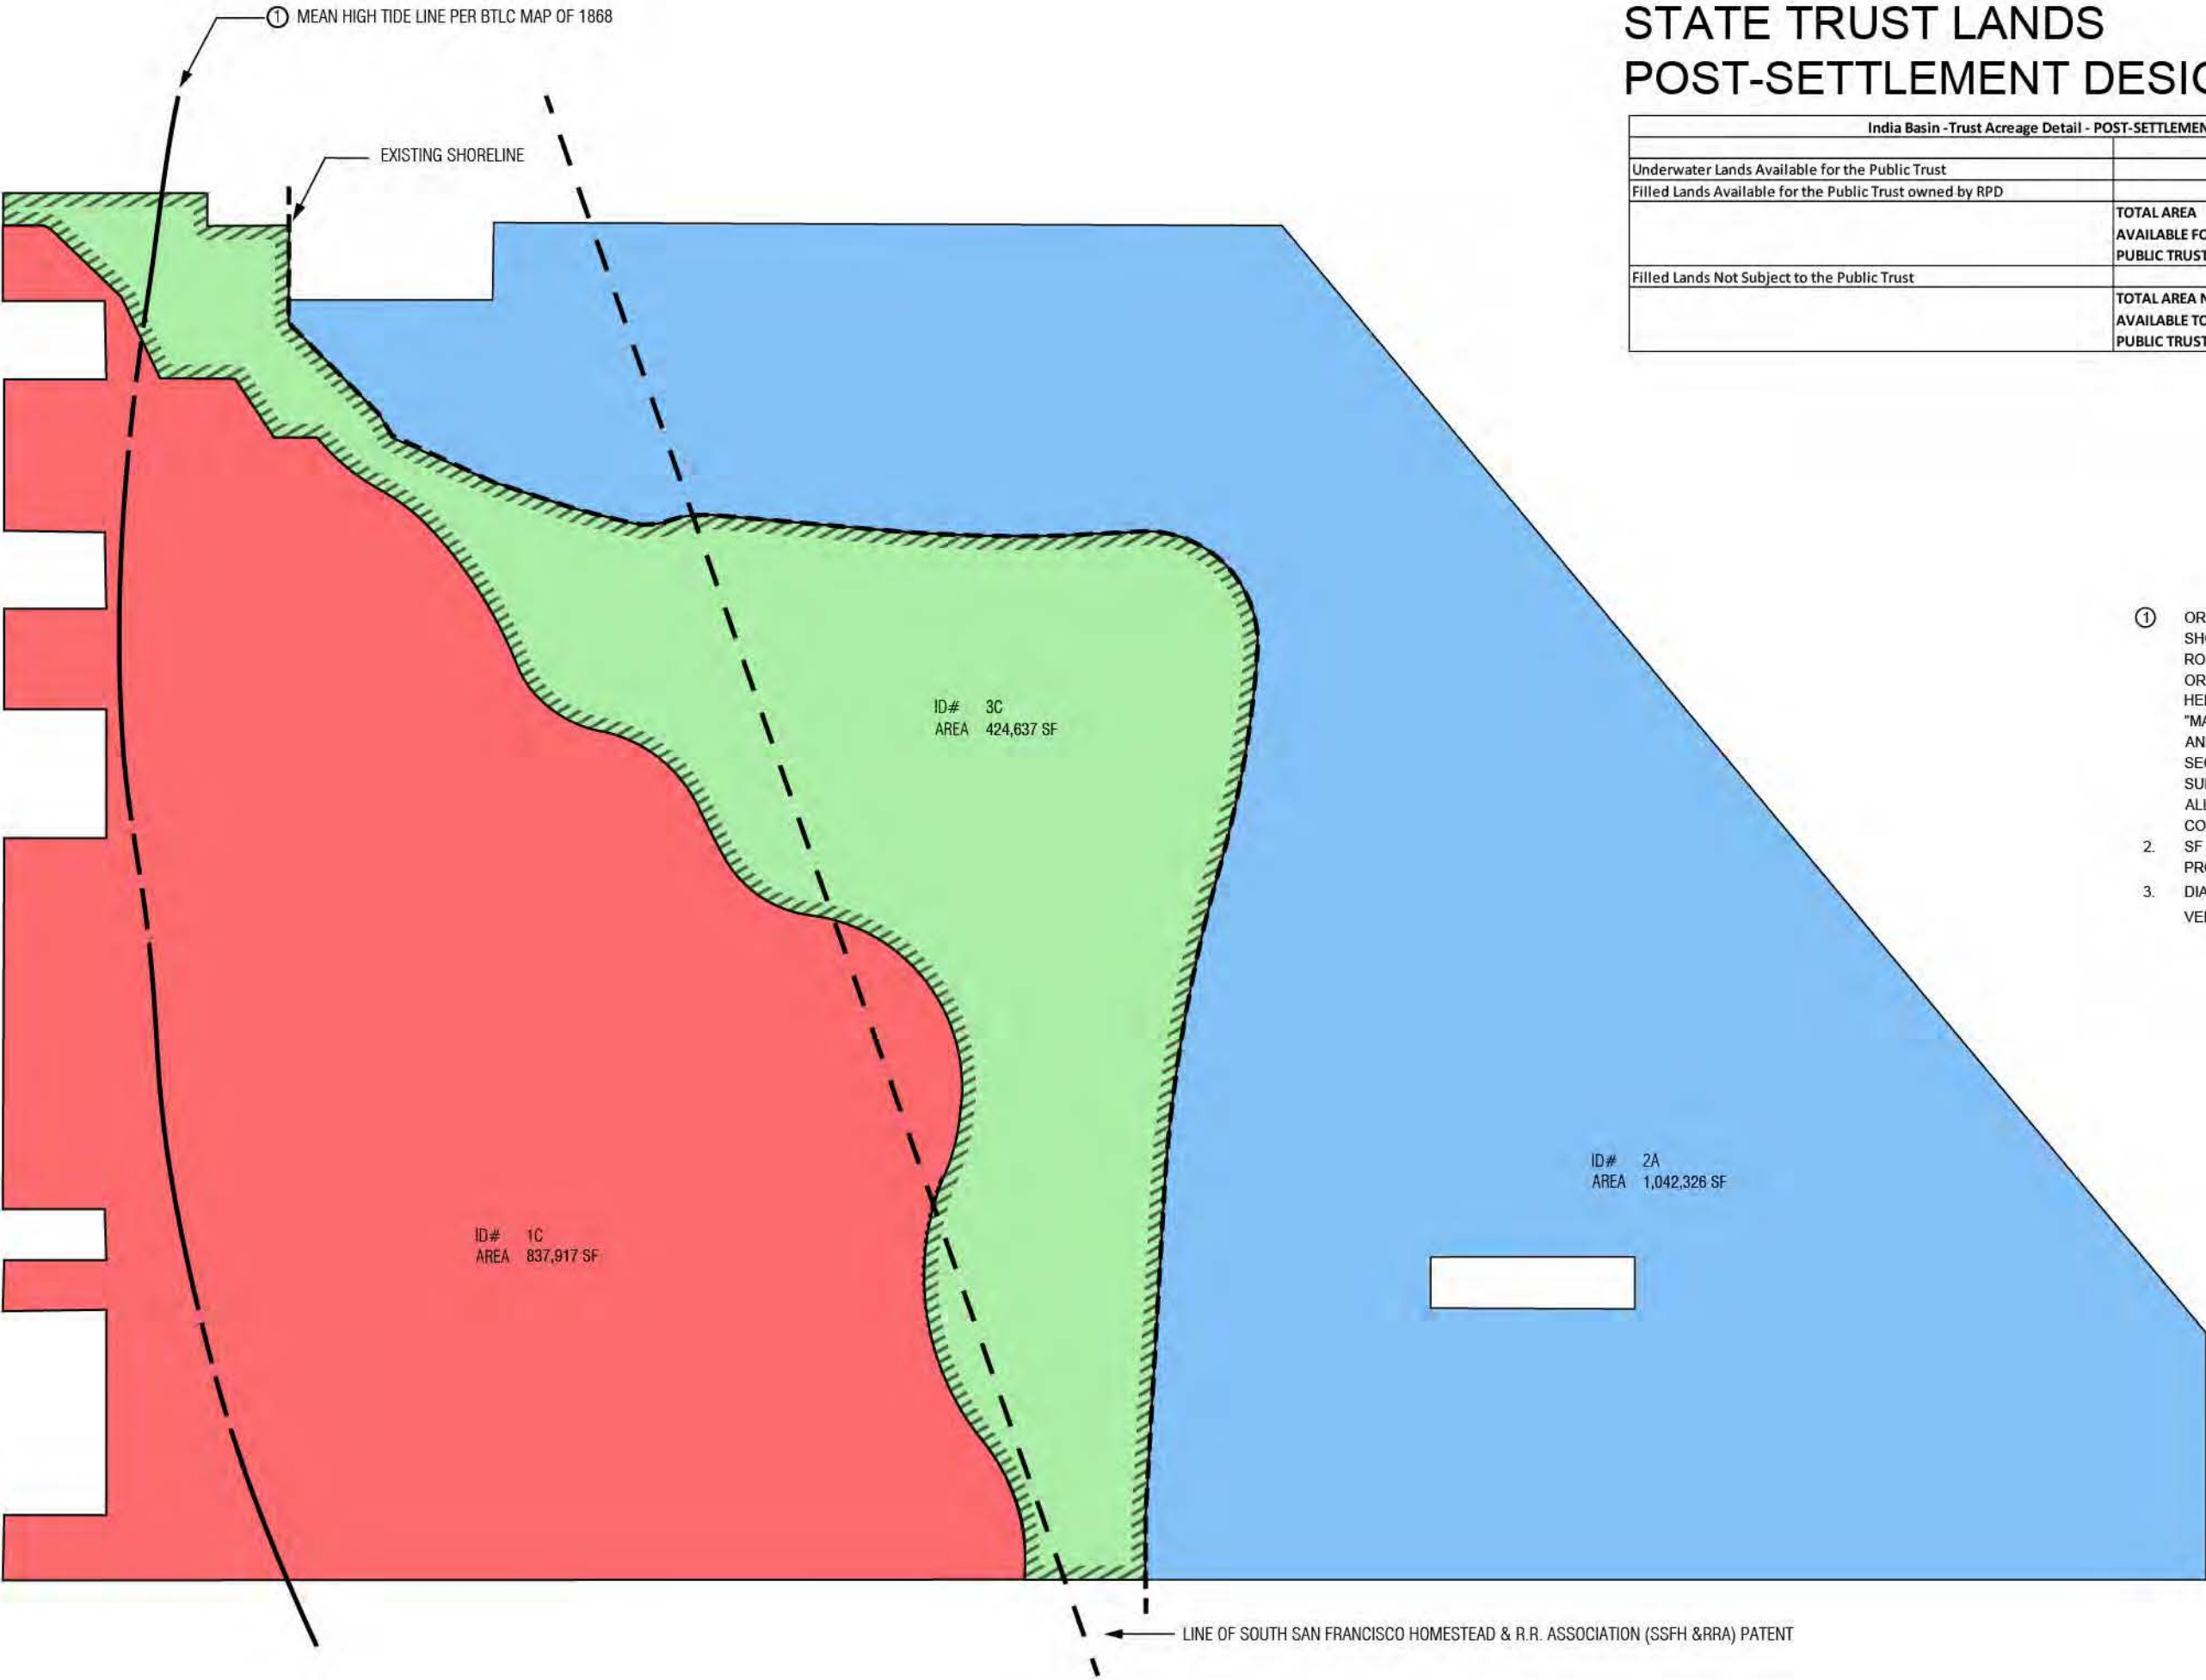 ① MEAN HIGH TIDE LINE PER BTLC MAP OF 1868
EXISTING SHORELINE
STATE TRUST LANDS
POST-SETTLEMENT DESIG
India Basin -Trust Acreage Detail - POST-SETTLEMEN
Underwater Lands Available for the Public Trust
Filled Lands Available for the Public Trust owned by RPD
TOTAL AREA
AVAILABLE FO
PUBLIC TRUST
Filled Lands Not Subject to the Public Trust
TOTAL AREA N
AVAILABLE TO
PUBLIC TRUST
① OR
SHO
RO
OR
HE
"MA
AN
SE
SU
ALI
CO
2. SF
PR
3. DIA
VE
ID# 3C
AREA 424,637 SF
ID# 2A
AREA 1,042,326 SF
ID# 1C
AREA 837,917 SF
LINE OF SOUTH SAN FRANCISCO HOMESTEAD & R.R. ASSOCIATION (SSFH &RRA) PATENT